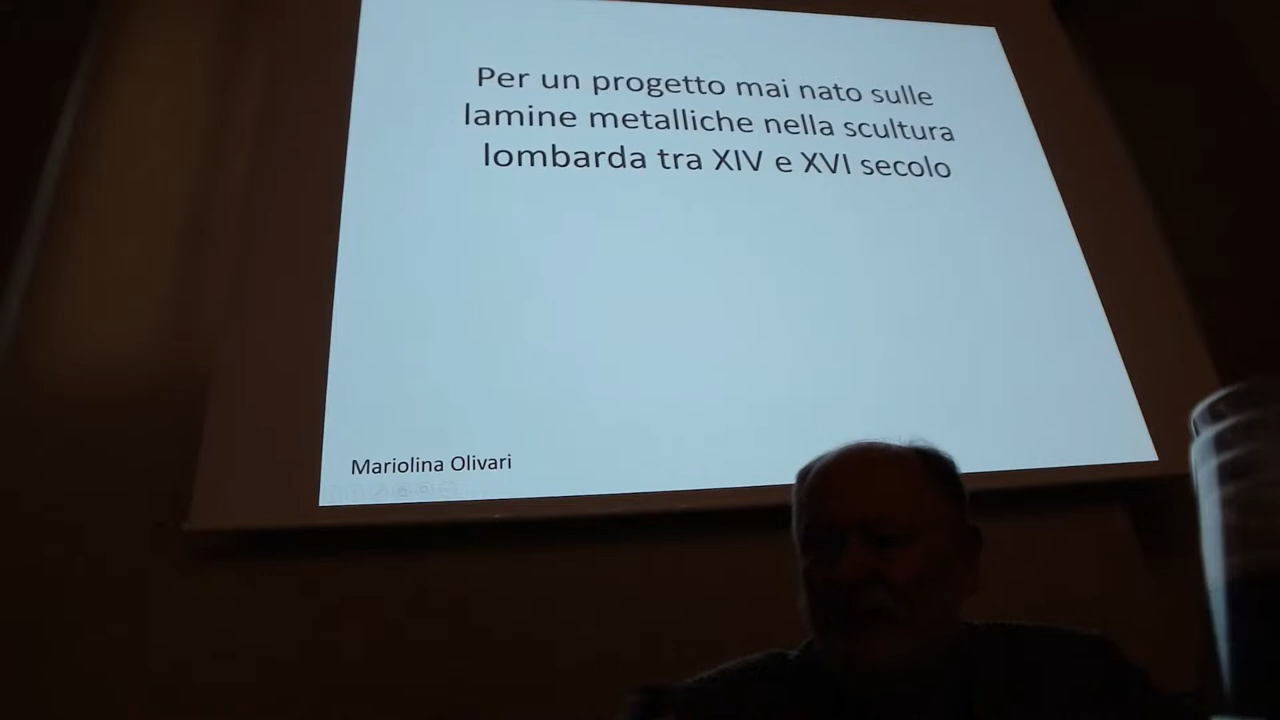 Per un progetto mai nato sulle
lamine metalliche nella scultura
lombarda tra XIV e XVI secolo
Mariolina Olivari